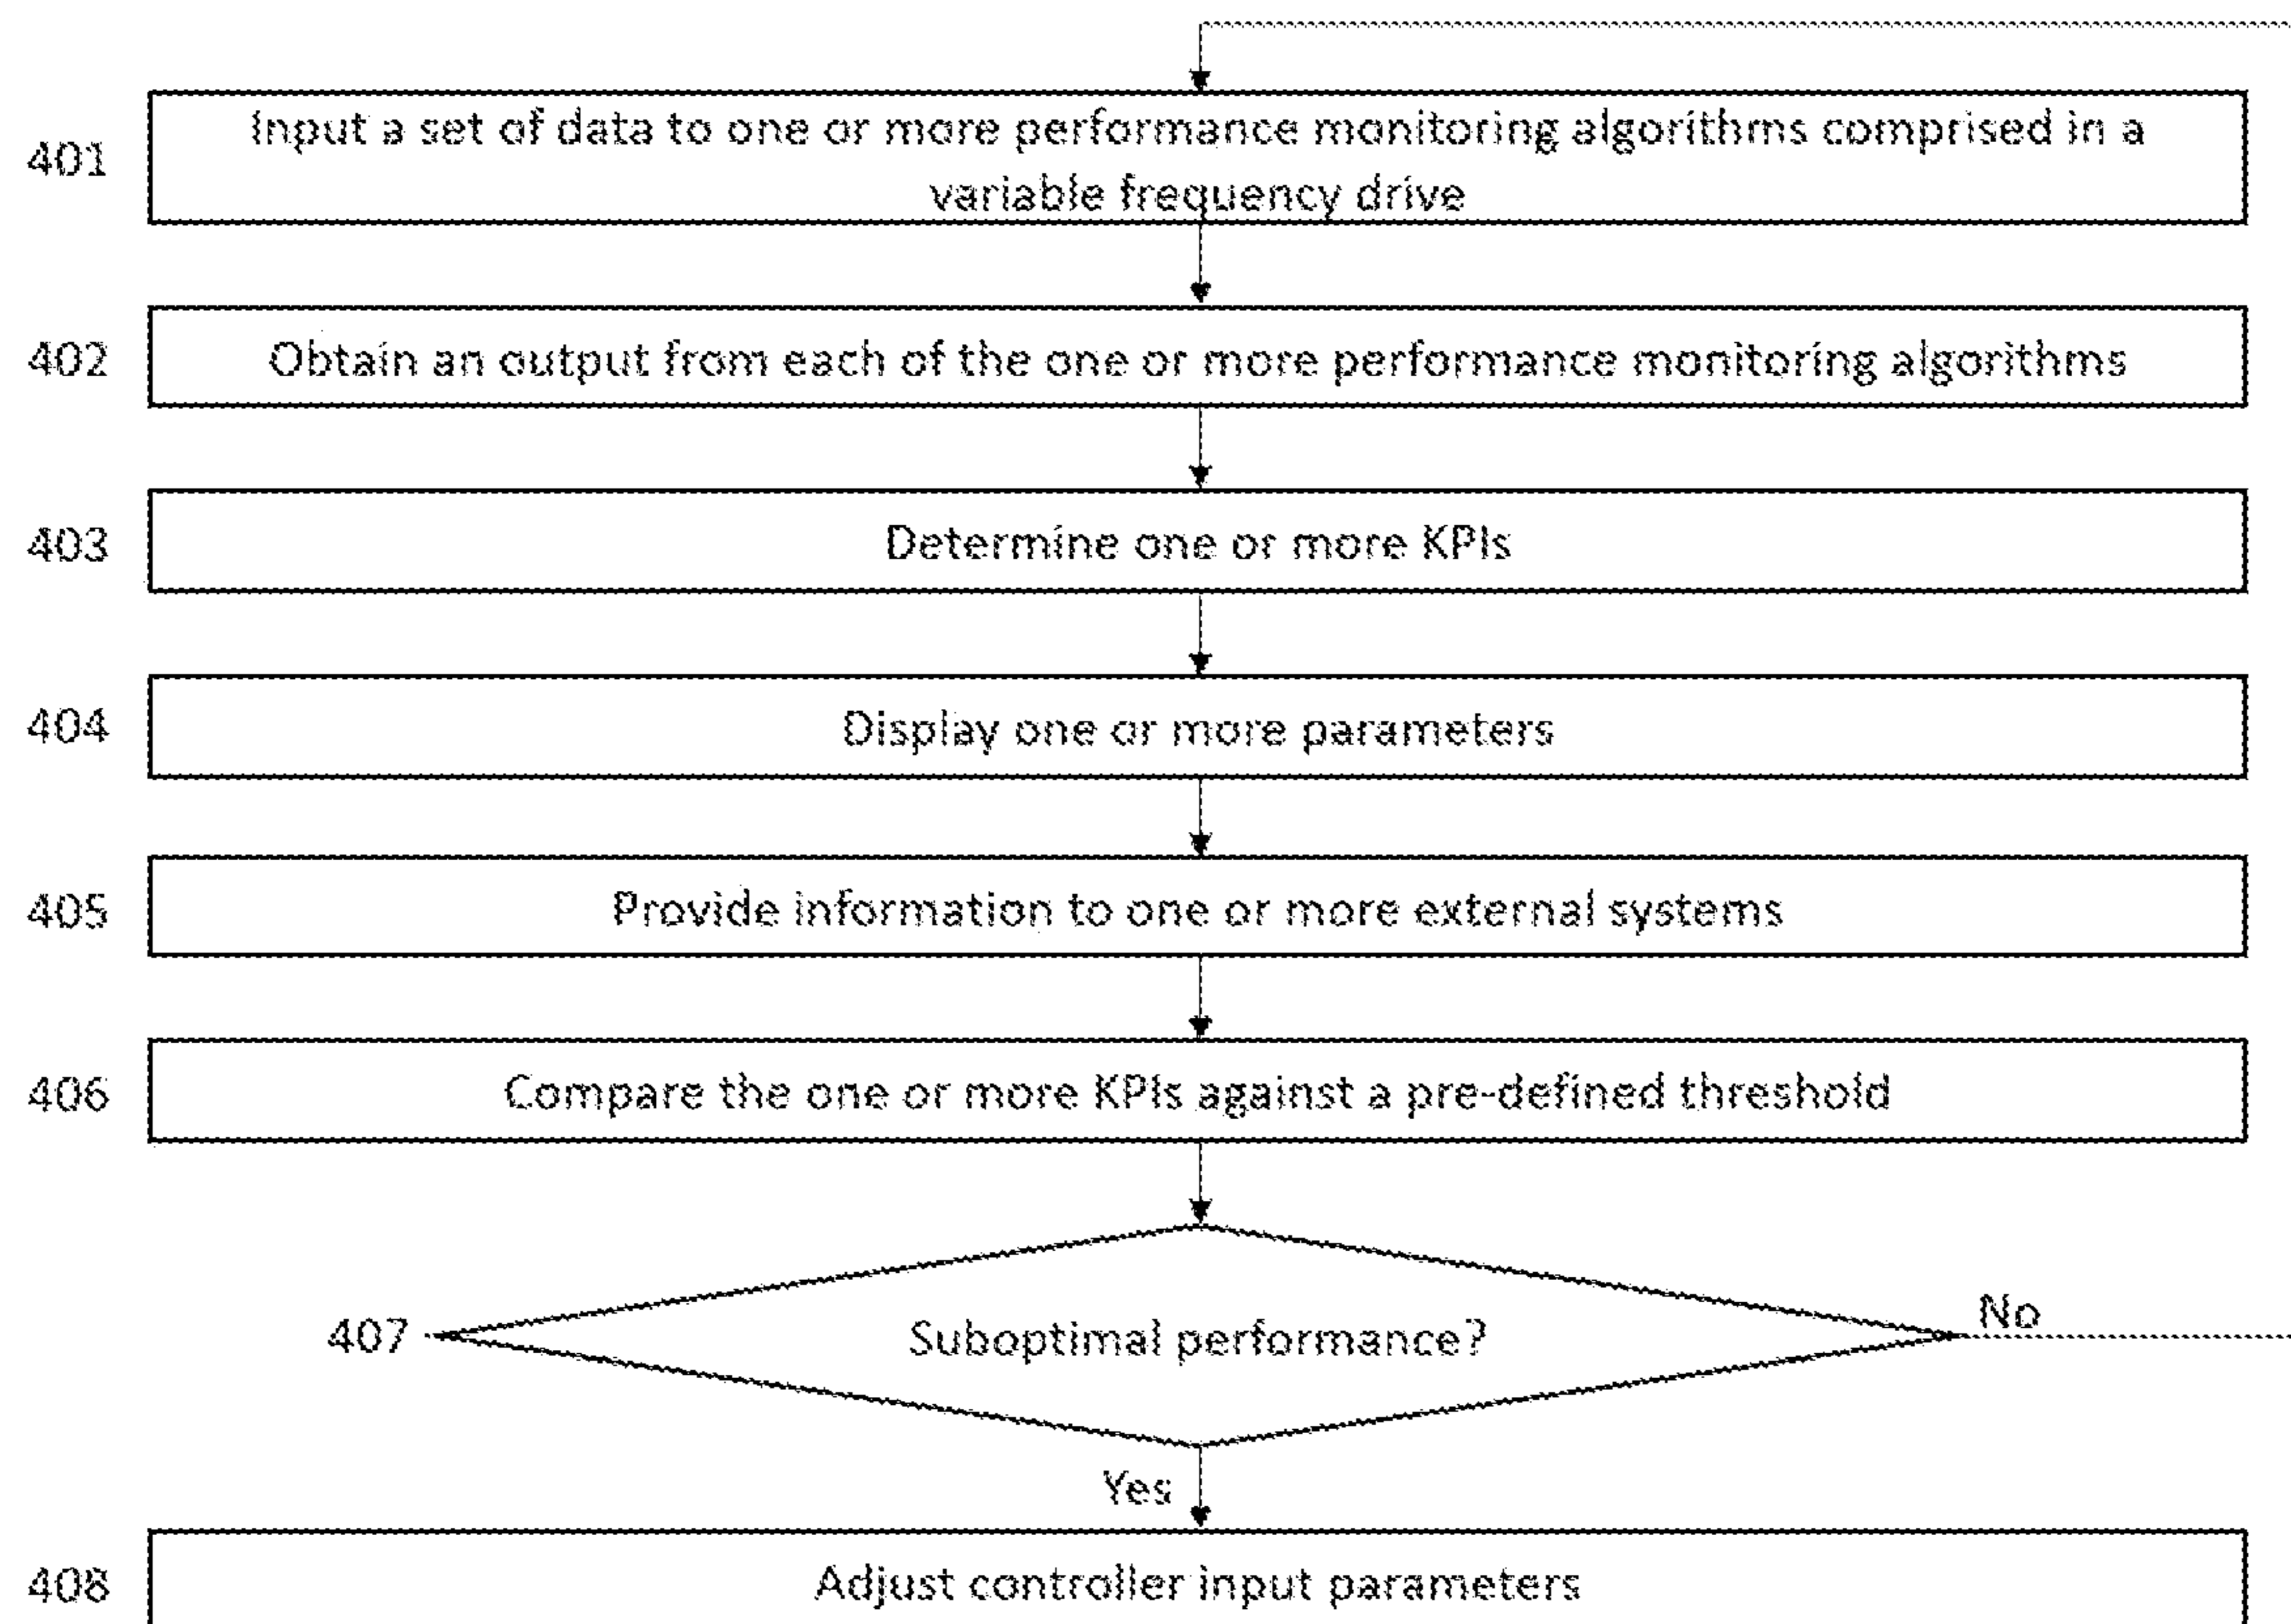 401
Input a set of data to one or more performance monitoring algorithms comprised in a
variable frequency drive
402
Obtain an output from each of the one or more performance monitoring algorithms
403
Determine one or more KPIs
404
Display one or more parameters
405
Provide information to one or more external systems
406
Compare the one or more KPIs against a pre-defined threshold
407
Suboptimal performance?
No
Yes
408
Adjust controller input parameters